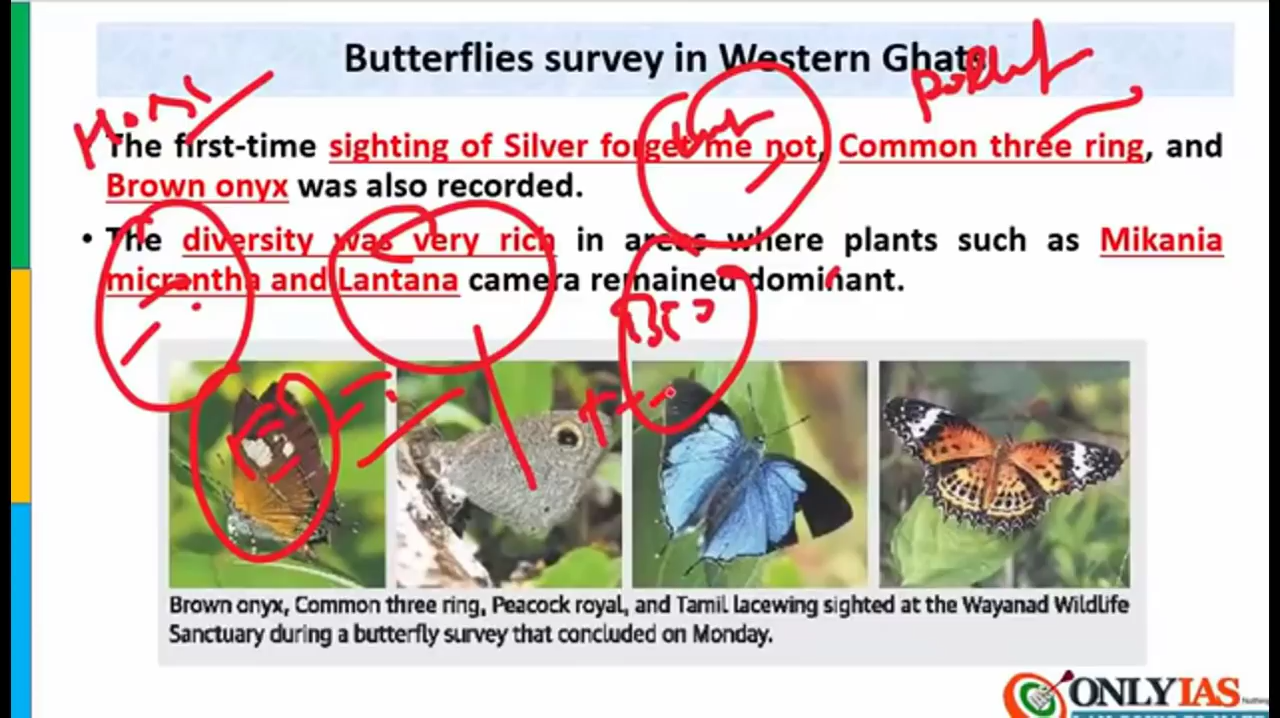 Butterflies survey in Western Ghats
The first-time sighting of Silver forget me not, Common three ring, and
Brown onyx was also recorded.
• The diversity was very rich in areas where plants such as Mikania
micrantha and Lantana camera remained dominant.
Brown onyx, Common three ring, Peacock royal, and Tamil lacewing sighted at the Wayanad Wildlife
Sanctuary during a butterfly survey that concluded on Monday.
ONLYIAS